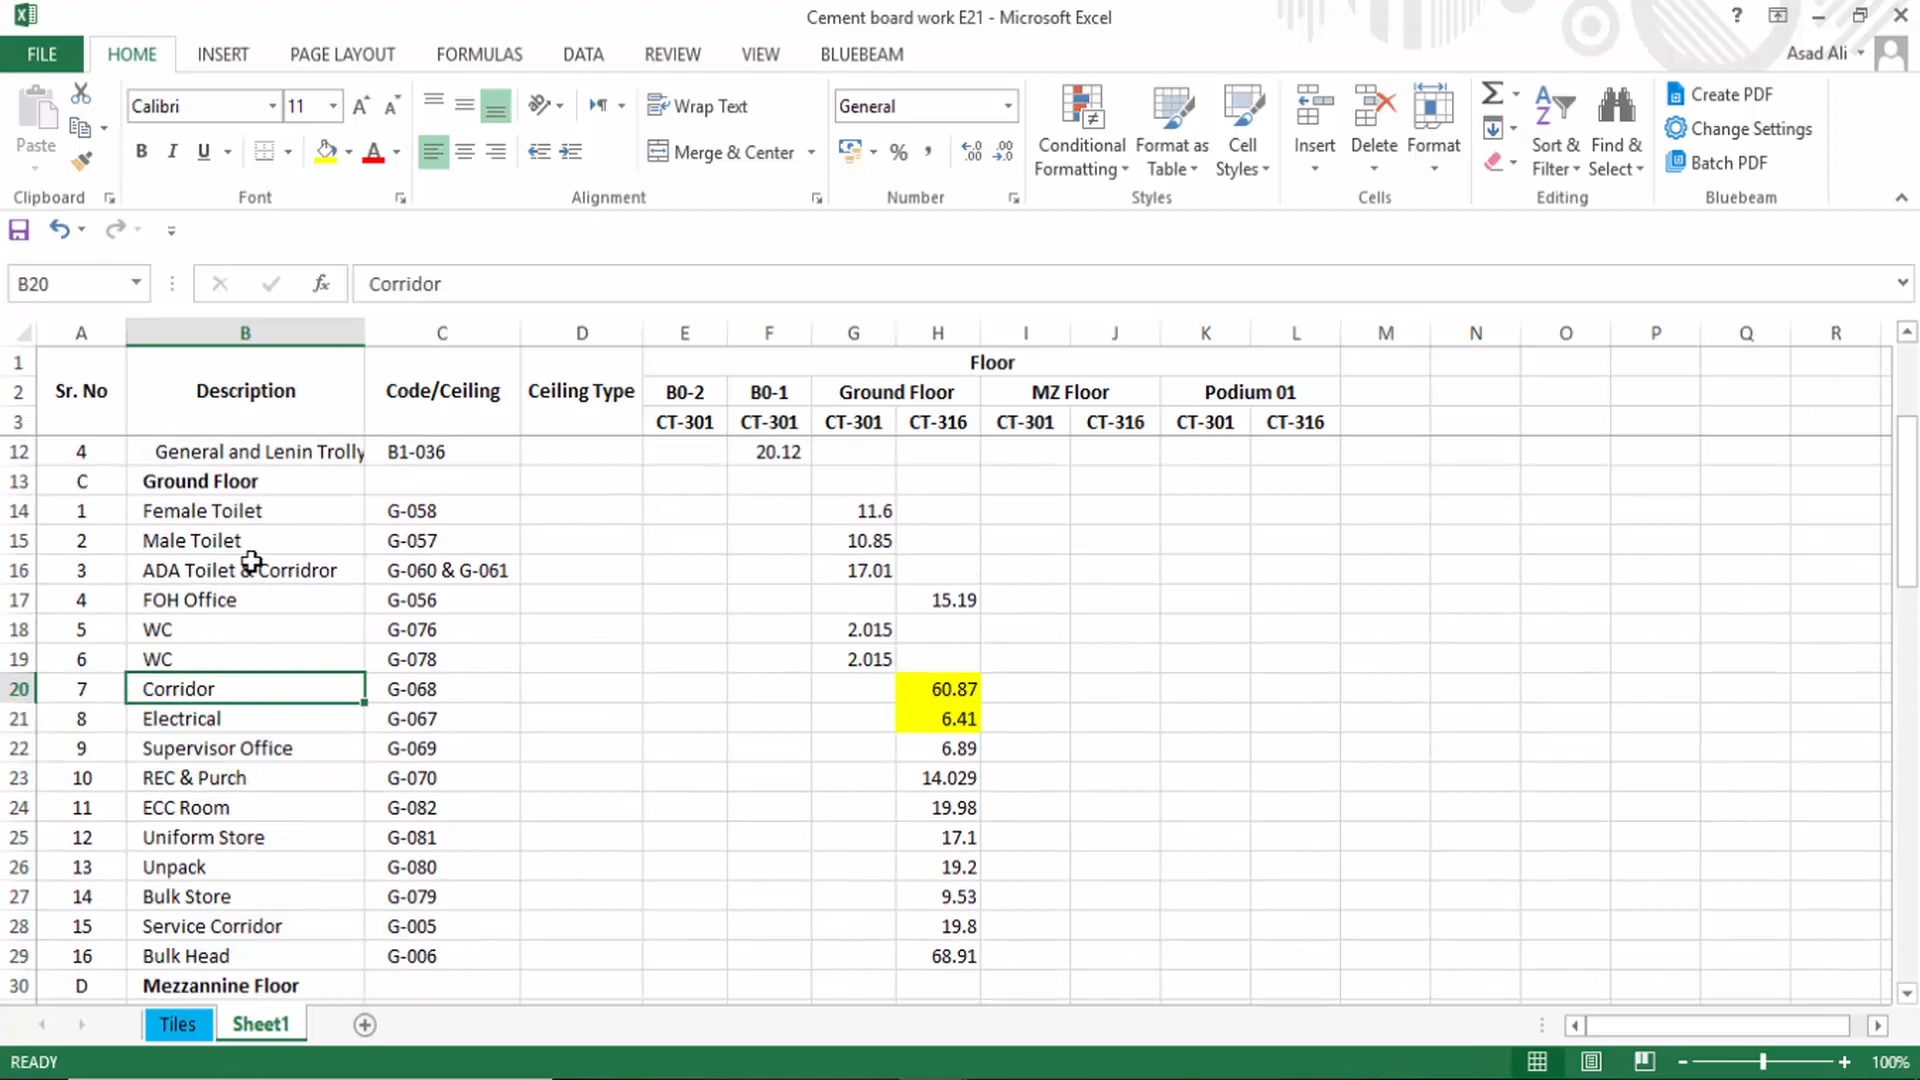 Cement board work E21 - Microsoft Excel
FILE HOME INSERT PAGE LAYOUT FORMULAS DATA REVIEW VIEW BLUEBEAM Asad Ali
Paste
Calibri 11
Wrap Text
Merge & Center
General
Conditional Formatting
Format as Table
Cell Styles
Insert Delete Format
Sort & Filter
Find & Select
Create PDF
Change Settings
Batch PDF
Clipboard Font Alignment Number Styles Cells Editing Bluebeam
B20 Corridor
A B C D E F G H I J K L M N O P Q R
1 Floor
2 Sr. No Description Code/Ceiling Ceiling Type B0-2 B0-1 Ground Floor MZ Floor Podium 01
3 CT-301 CT-301 CT-301 CT-316 CT-301 CT-316 CT-301 CT-316
12 4 General and Lenin Trolly B1-036 20.12
13 C Ground Floor
14 1 Female Toilet G-058 11.6
15 2 Male Toilet G-057 10.85
16 3 ADA Toilet & Corridror G-060 & G-061 17.01
17 4 FOH Office G-056 15.19
18 5 WC G-076 2.015
19 6 WC G-078 2.015
20 7 Corridor G-068 60.87
21 8 Electrical G-067 6.41
22 9 Supervisor Office G-069 6.89
23 10 REC & Purch G-070 14.029
24 11 ECC Room G-082 19.98
25 12 Uniform Store G-081 17.1
26 13 Unpack G-080 19.2
27 14 Bulk Store G-079 9.53
28 15 Service Corridor G-005 19.8
29 16 Bulk Head G-006 68.91
30 D Mezzannine Floor
Tiles Sheet1
READY 100%